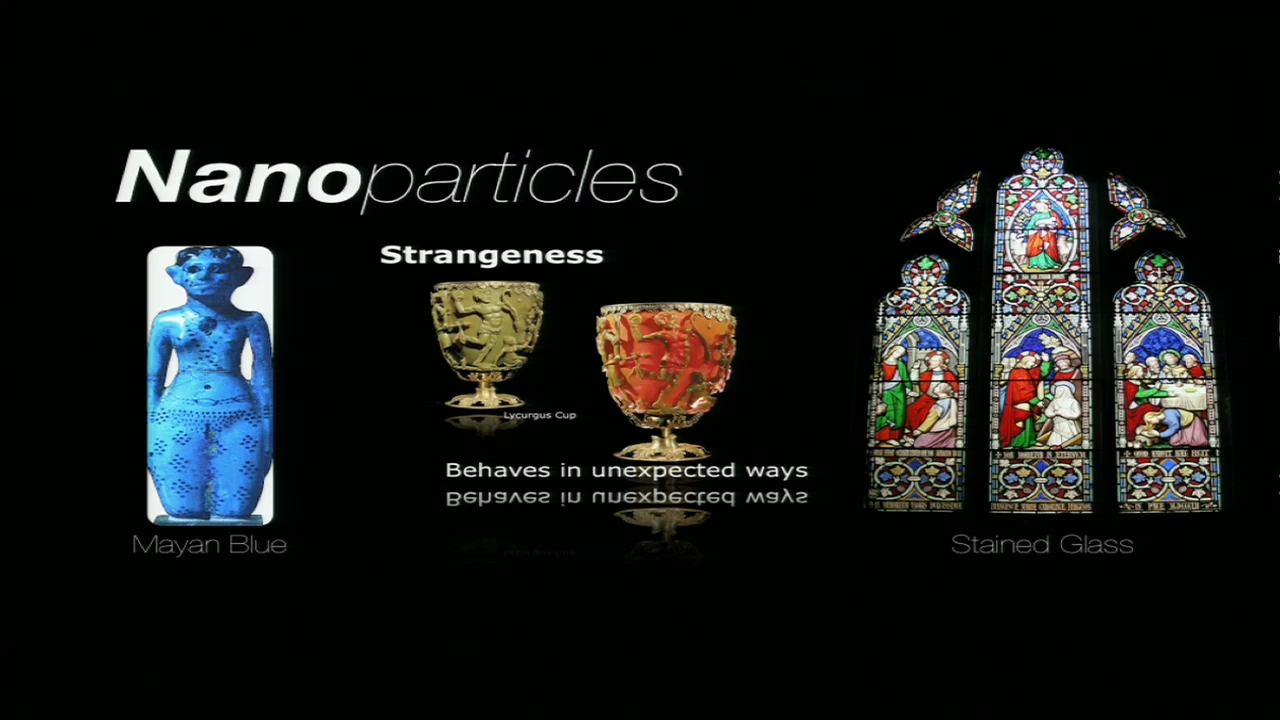 Nanoparticles
Strangeness
Lycurgus Cup
Behaves in unexpected ways
Mayan Blue
Stained Glass